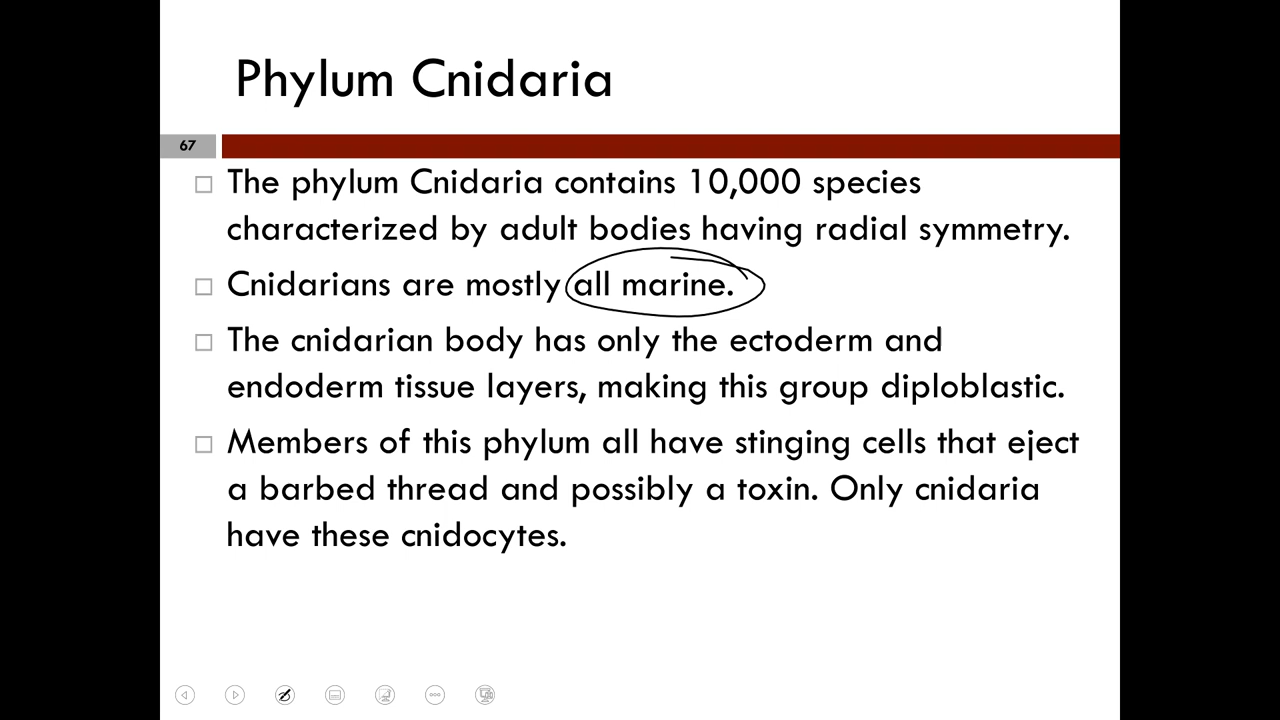 Phylum Cnidaria
67
The phylum Cnidaria contains 10,000 species
characterized by adult bodies having radial symmetry.
Cnidarians are mostly all marine.
The cnidarian body has only the ectoderm and
endoderm tissue layers, making this group diploblastic.
Members of this phylum all have stinging cells that eject
a barbed thread and possibly a toxin. Only cnidaria
have these cnidocytes.